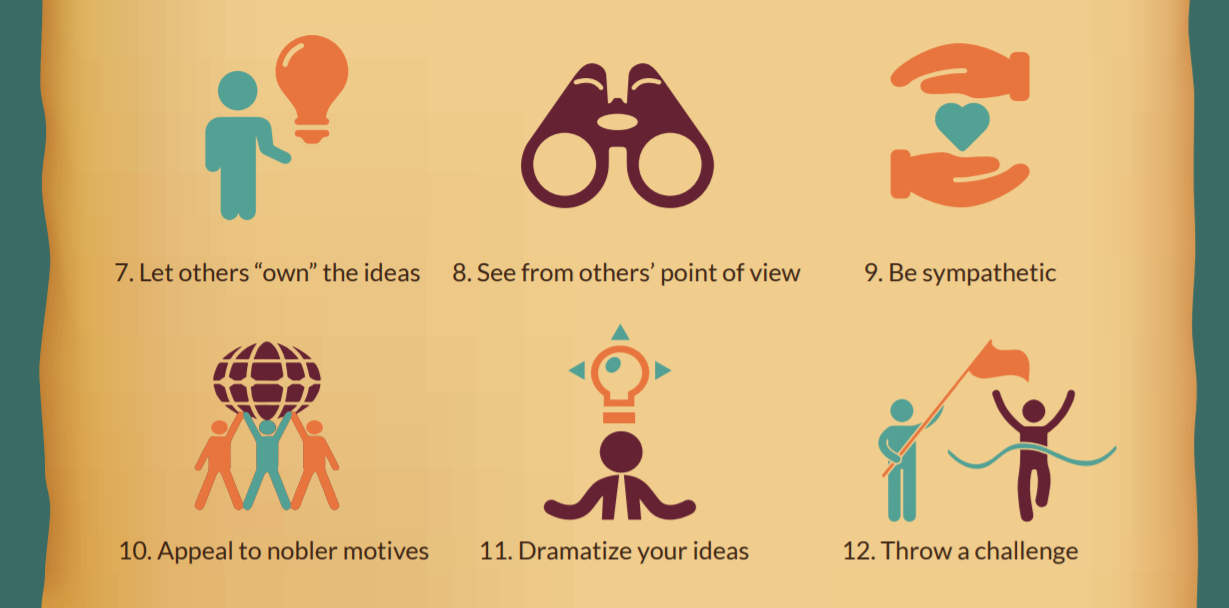 7. Let others “own” the ideas
8. See from others’ point of view
9. Be sympathetic
10. Appeal to nobler motives
11. Dramatize your ideas
12. Throw a challenge